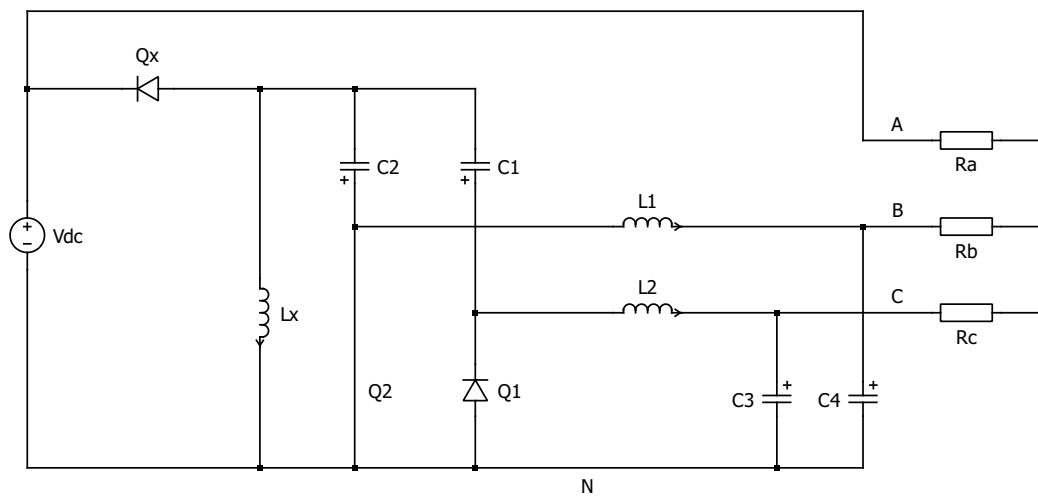 Qx
A
Ra
C2
C1
L1
B
Rb
+
−
Vdc
+
+
L2
C
Rc
Lx
Q2
Q1
C3
+
C4
+
N